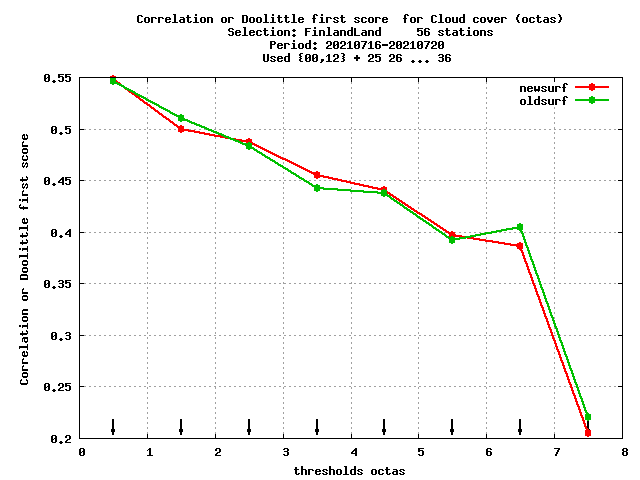 Correlation or Doolittle first score  for Cloud cover (octas)
Selection: FinlandLand     56 stations
Period: 20210716-20210720
Used {00,12} + 25 26 ... 36
newsurf
oldsurf
Correlation or Doolittle first score
0.55
0.5
0.45
0.4
0.35
0.3
0.25
0.2
0 1 2 3 4 5 6 7 8
thresholds octas